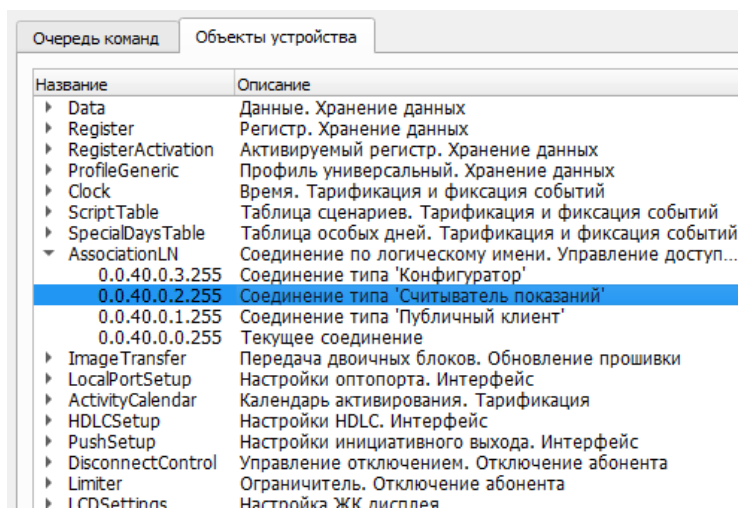 Очередь команд Объекты устройства
Название Описание
Data Данные. Хранение данных
Register Регистр. Хранение данных
RegisterActivation Активируемый регистр. Хранение данных
ProfileGeneric Профиль универсальный. Хранение данных
Clock Время. Тарификация и фиксация событий
ScriptTable Таблица сценариев. Тарификация и фиксация событий
SpecialDaysTable Таблица особых дней. Тарификация и фиксация событий
AssociationLN Соединение по логическому имени. Управление доступ...
0.0.40.0.3.255 Соединение типа 'Конфигуратор'
0.0.40.0.2.255 Соединение типа 'Считыватель показаний'
0.0.40.0.1.255 Соединение типа 'Публичный клиент'
0.0.40.0.0.255 Текущее соединение
ImageTransfer Передача двоичных блоков. Обновление прошивки
LocalPortSetup Настройки оптопорта. Интерфейс
ActivityCalendar Календарь активирования. Тарификация
HDLCSetup Настройки HDLC. Интерфейс
PushSetup Настройки инициативного выхода. Интерфейс
DisconnectControl Управление отключением. Отключение абонента
Limiter Ограничитель. Отключение абонента
LCDSettings Настройка ЖК дисплея